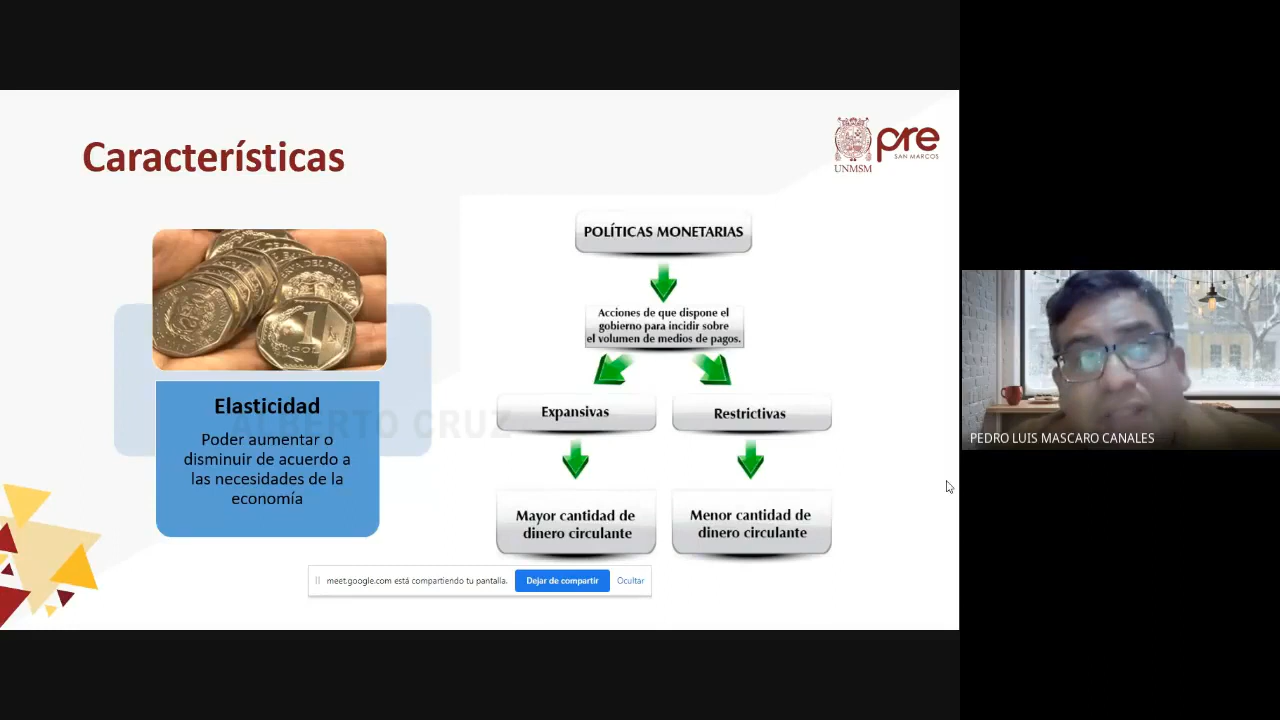 Características
UNMSM
pre
SAN MARCOS
POLÍTICAS MONETARIAS
Acciones de que dispone el
gobierno para incidir sobre
el volumen de medios de pagos.
Expansivas
Restrictivas
Mayor cantidad de
dinero circulante
Menor cantidad de
dinero circulante
1
Elasticidad
Poder aumentar o
disminuir de acuerdo a
las necesidades de la
economía
ALBERTO CRUZ
meet.google.com está compartiendo tu pantalla.
Dejar de compartir
Ocultar
PEDRO LUIS MASCARO CANALES